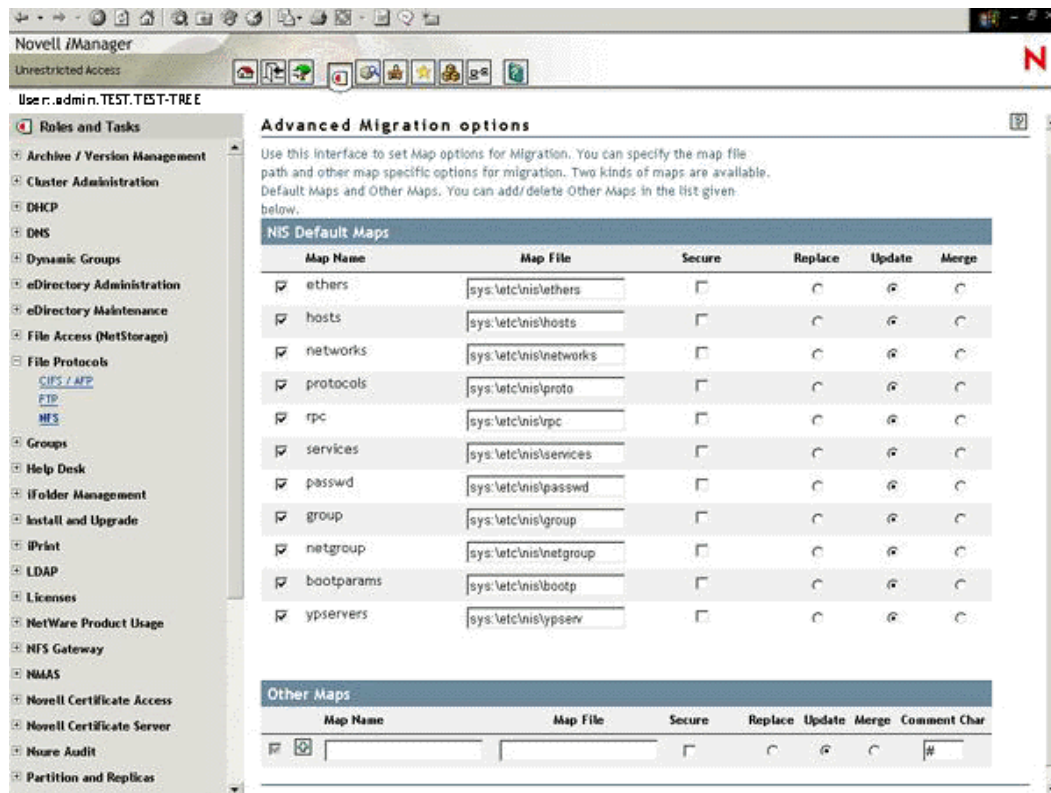 Novell iManager
Unrestricted Access
N
User:.admin.TEST.TEST-TREE
Roles and Tasks
Archive / Version Management
Cluster Administration
DHCP
DNS
Dynamic Groups
eDirectory Administration
eDirectory Maintenance
File Access (NetStorage)
File Protocols
CIFS / AFP
FTP
NFS
Groups
Help Desk
iFolder Management
Install and Upgrade
iPrint
LDAP
Licenses
NetWare Product Usage
NFS Gateway
NMAS
Novell Certificate Access
Novell Certificate Server
Nsure Audit
Partition and Replicas
Advanced Migration options
Use this interface to set Map options for Migration. You can specify the map file
path and other map specific options for migration. Two kinds of maps are available.
Default Maps and Other Maps. You can add/delete Other Maps in the list given
below.
NIS Default Maps
Map Name Map File Secure Replace Update Merge
ethers sys:\etc\nis\ethers
hosts sys:\etc\nis\hosts
networks sys:\etc\nis\networks
protocols sys:\etc\nis\proto
rpc sys:\etc\nis\rpc
services sys:\etc\nis\services
passwd sys:\etc\nis\passwd
group sys:\etc\nis\group
netgroup sys:\etc\nis\netgroup
bootparams sys:\etc\nis\bootp
ypservers sys:\etc\nis\ypserv
Other Maps
Map Name Map File Secure Replace Update Merge Comment Char
#